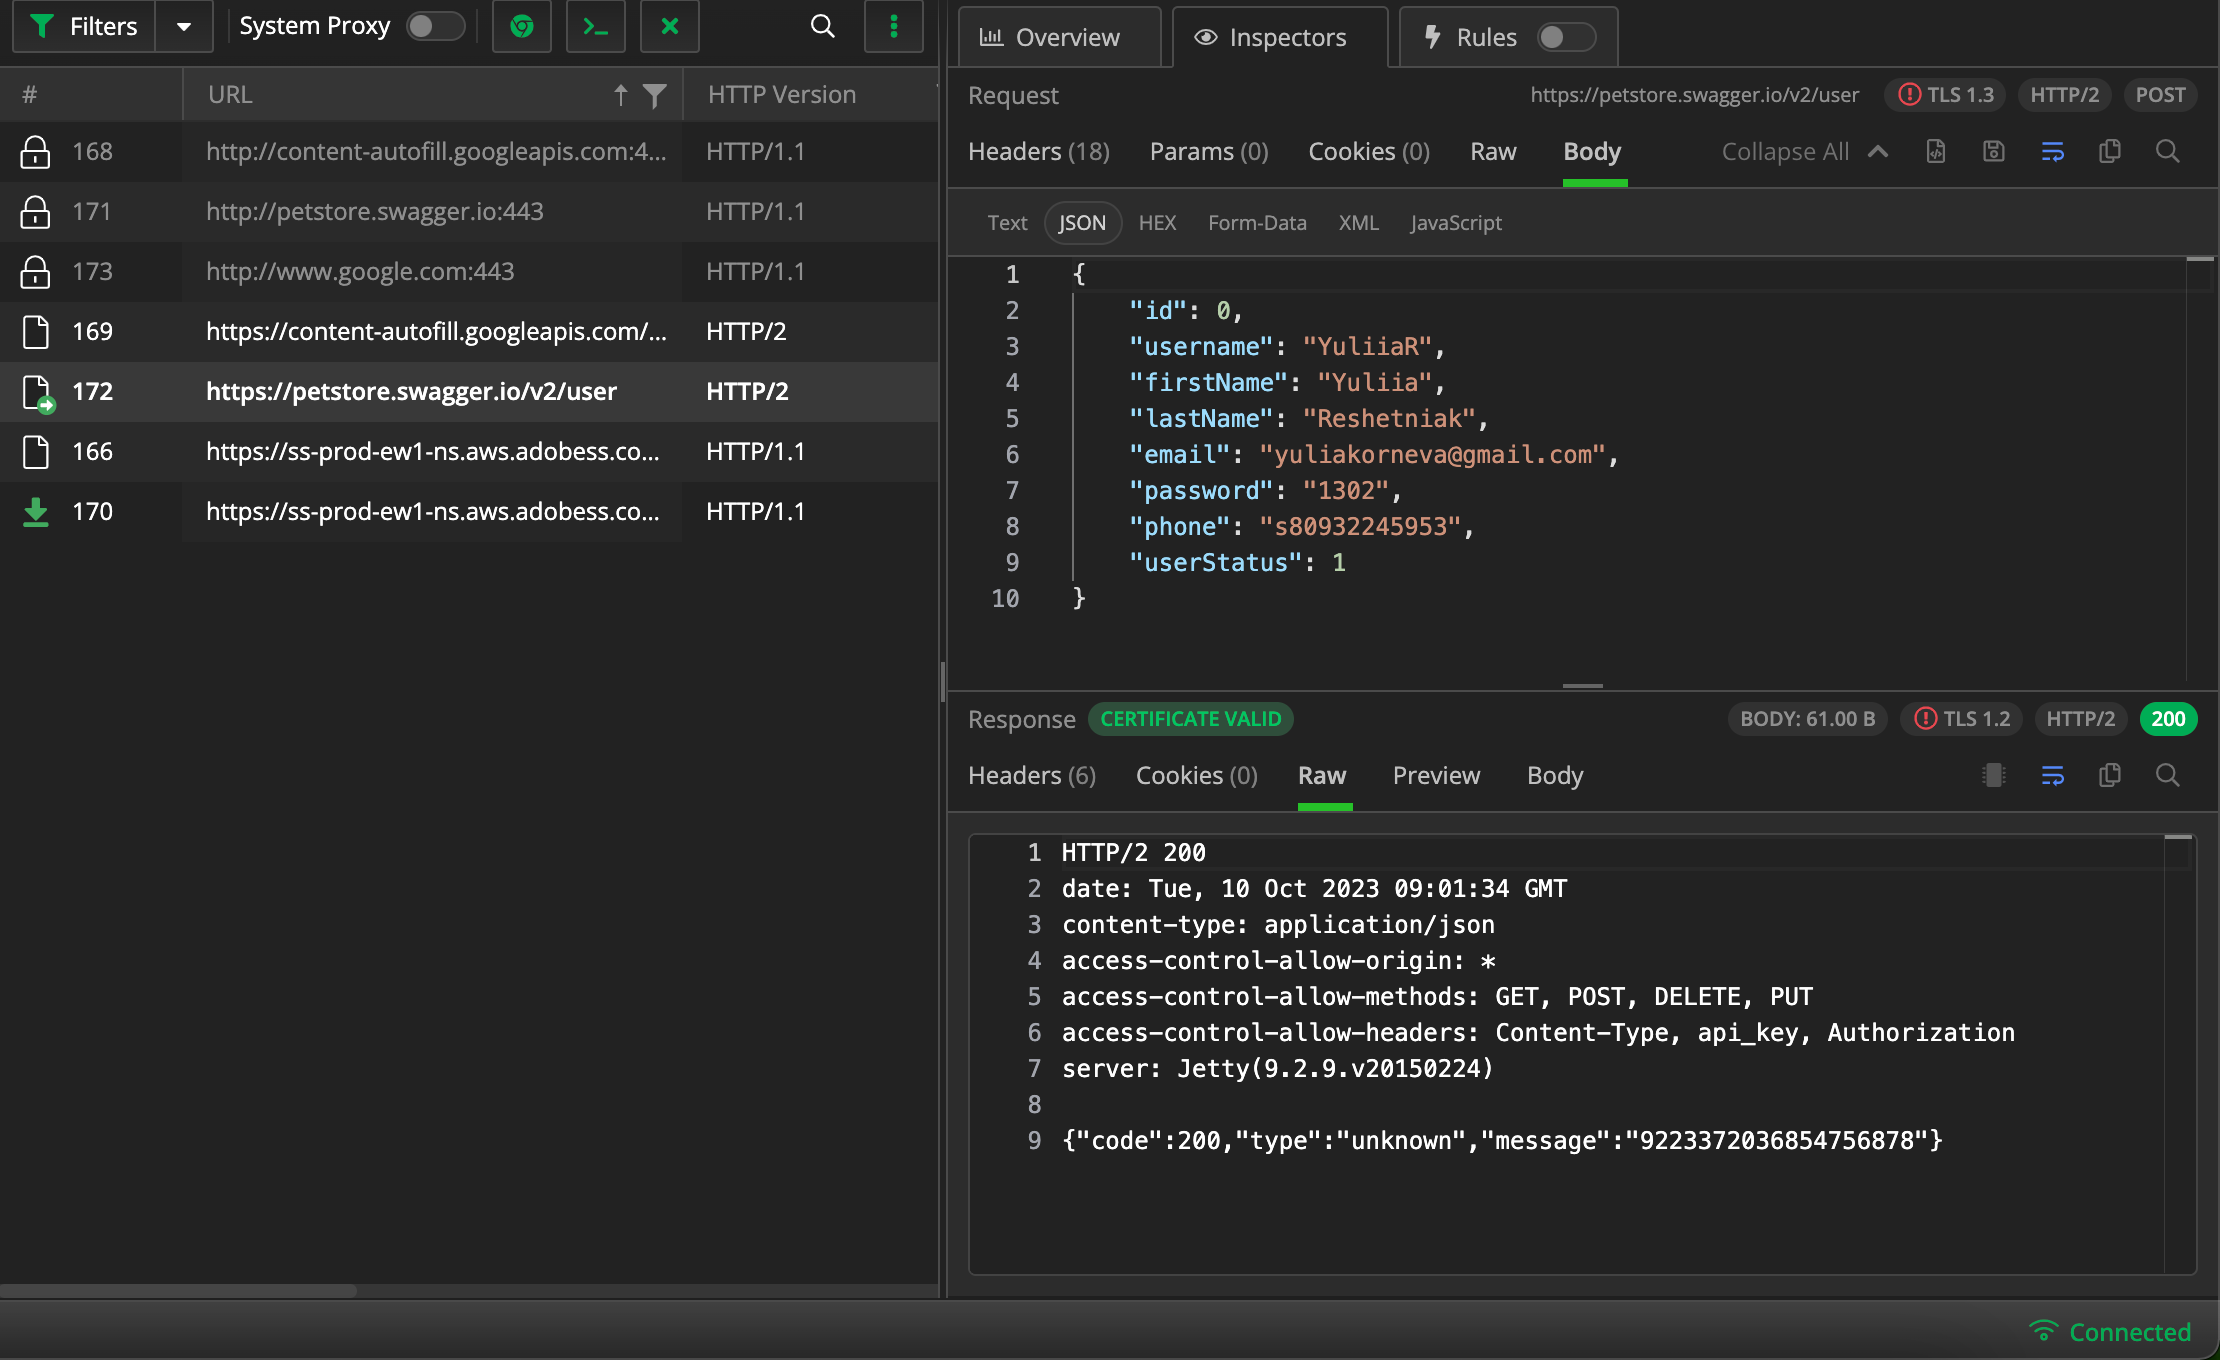 Filters
System Proxy
Overview
Inspectors
Rules
# URL HTTP Version
168 http://content-autofill.googleapis.com:4... HTTP/1.1
171 http://petstore.swagger.io:443 HTTP/1.1
173 http://www.google.com:443 HTTP/1.1
169 https://content-autofill.googleapis.com/... HTTP/2
172 https://petstore.swagger.io/v2/user HTTP/2
166 https://ss-prod-ew1-ns.aws.adobess.co... HTTP/1.1
170 https://ss-prod-ew1-ns.aws.adobess.co... HTTP/1.1
Request https://petstore.swagger.io/v2/user TLS 1.3 HTTP/2 POST
Headers (18) Params (0) Cookies (0) Raw Body Collapse All
Text JSON HEX Form-Data XML JavaScript
1 {
2 "id": 0,
3 "username": "YuliiaR",
4 "firstName": "Yuliia",
5 "lastName": "Reshetniak",
6 "email": "yuliakorneva@gmail.com",
7 "password": "1302",
8 "phone": "s80932245953",
9 "userStatus": 1
10 }
Response CERTIFICATE VALID BODY: 61.00 B TLS 1.2 HTTP/2 200
Headers (6) Cookies (0) Raw Preview Body
1 HTTP/2 200
2 date: Tue, 10 Oct 2023 09:01:34 GMT
3 content-type: application/json
4 access-control-allow-origin: *
5 access-control-allow-methods: GET, POST, DELETE, PUT
6 access-control-allow-headers: Content-Type, api_key, Authorization
7 server: Jetty(9.2.9.v20150224)
8
9 {"code":200,"type":"unknown","message":"9223372036854756878"}
Connected